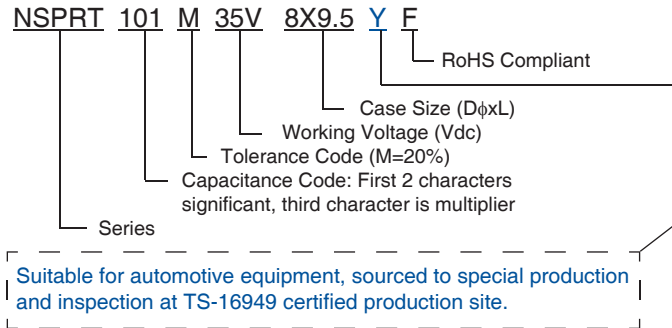 NSPRT 101 M 35V 8X9.5 Y F
RoHS Compliant
Case Size (DϕxL)
Working Voltage (Vdc)
Tolerance Code (M=20%)
Capacitance Code: First 2 characters
significant, third character is multiplier
Series
Suitable for automotive equipment, sourced to special production
and inspection at TS-16949 certified production site.